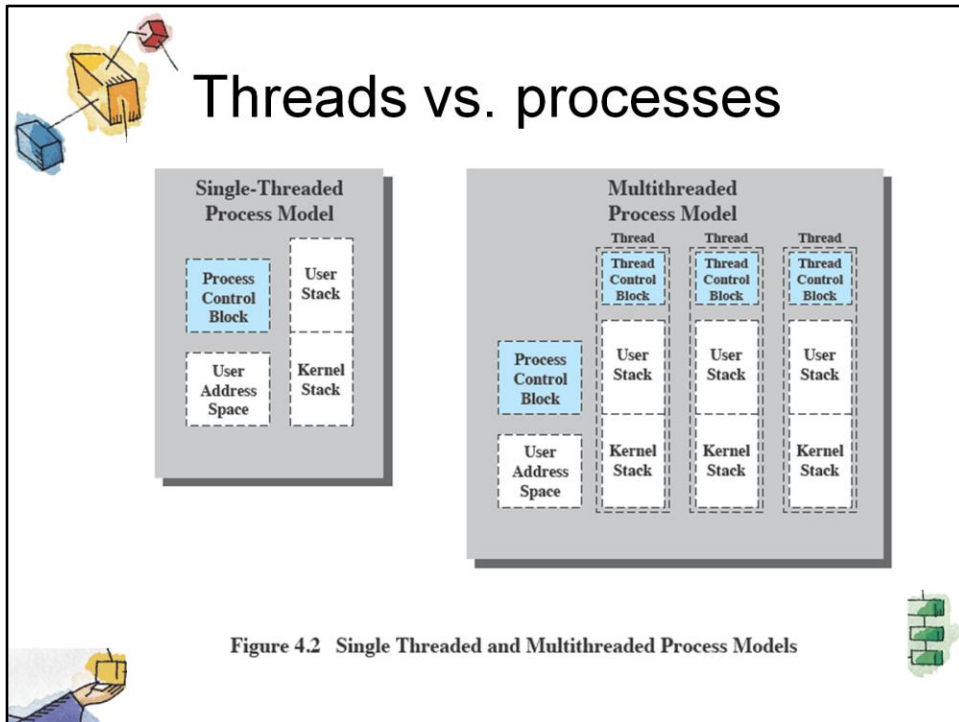 Threads vs. processes
Single-Threaded
Process Model
Process
Control
Block
User
Address
Space
User
Stack
Kernel
Stack
Multithreaded
Process Model
Process
Control
Block
User
Address
Space
Thread
Thread
Control
Block
User
Stack
Kernel
Stack
Thread
Thread
Control
Block
User
Stack
Kernel
Stack
Thread
Thread
Control
Block
User
Stack
Kernel
Stack
Figure 4.2 Single Threaded and Multithreaded Process Models